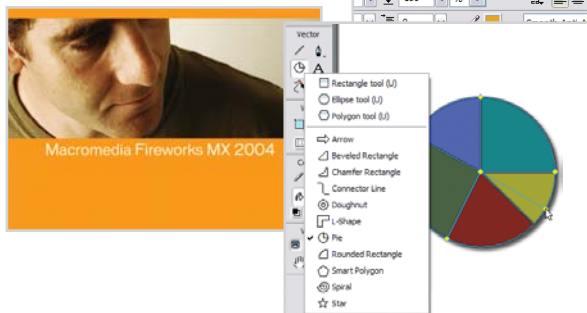 Macromedia Fireworks MX 2004
Vector
A
Rectangle tool (U)
Ellipse tool (U)
Polygon tool (U)
Arrow
Beveled Rectangle
Chamfer Rectangle
Connector Line
Doughnut
L-Shape
Pie
Rounded Rectangle
Smart Polygon
Spiral
Star